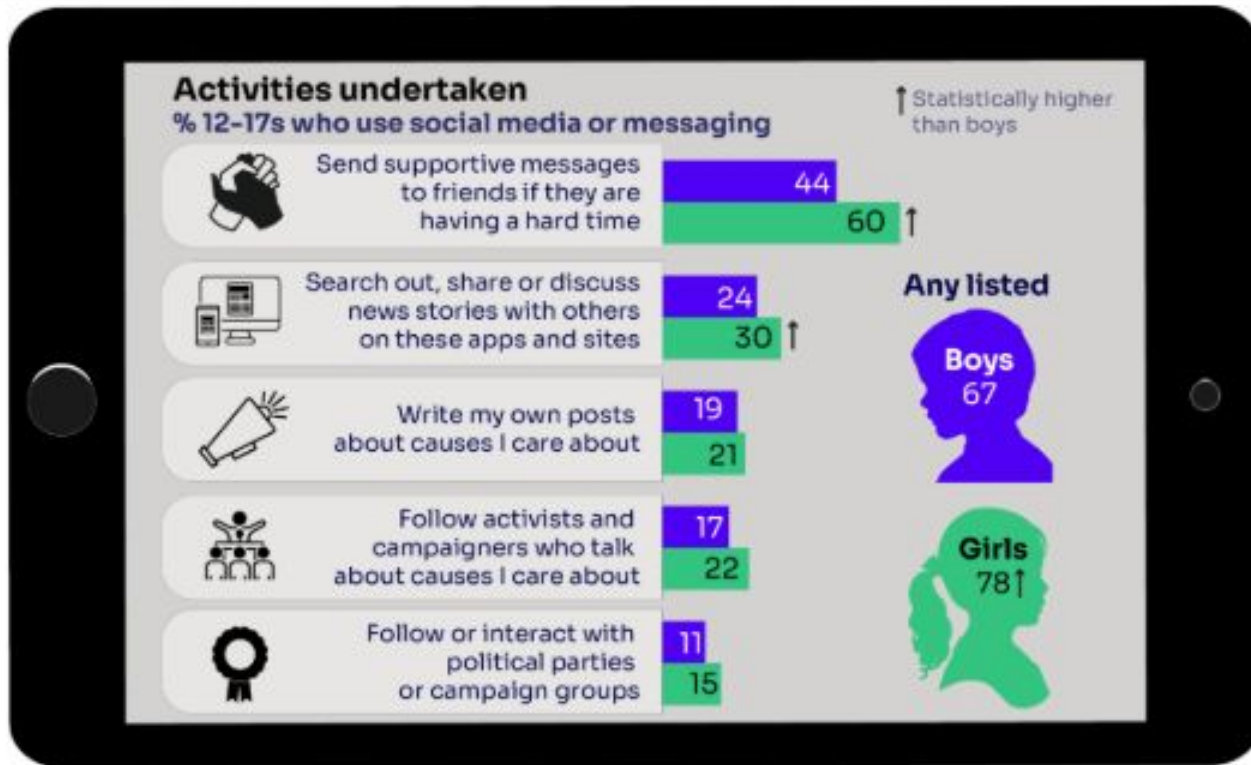 Activities undertaken
% 12-17s who use social media or messaging
↑ Statistically higher
than boys
Send supportive messages
to friends if they are
having a hard time
44
60 ↑
Search out, share or discuss
news stories with others
on these apps and sites
24
30 ↑
Write my own posts
about causes I care about
19
21
Follow activists and
campaigners who talk
about causes I care about
17
22
Follow or interact with
political parties
or campaign groups
11
15
Any listed
Boys
67
Girls
78↑